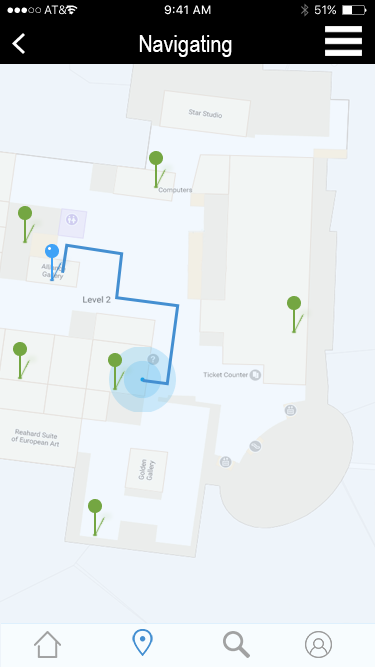 AT&T 9:41 AM 51%
Navigating
Star Studio
Computers
Gallery
Level 2
Ticket Counter
Reahard Suite
of European Art
Golden
Gallery